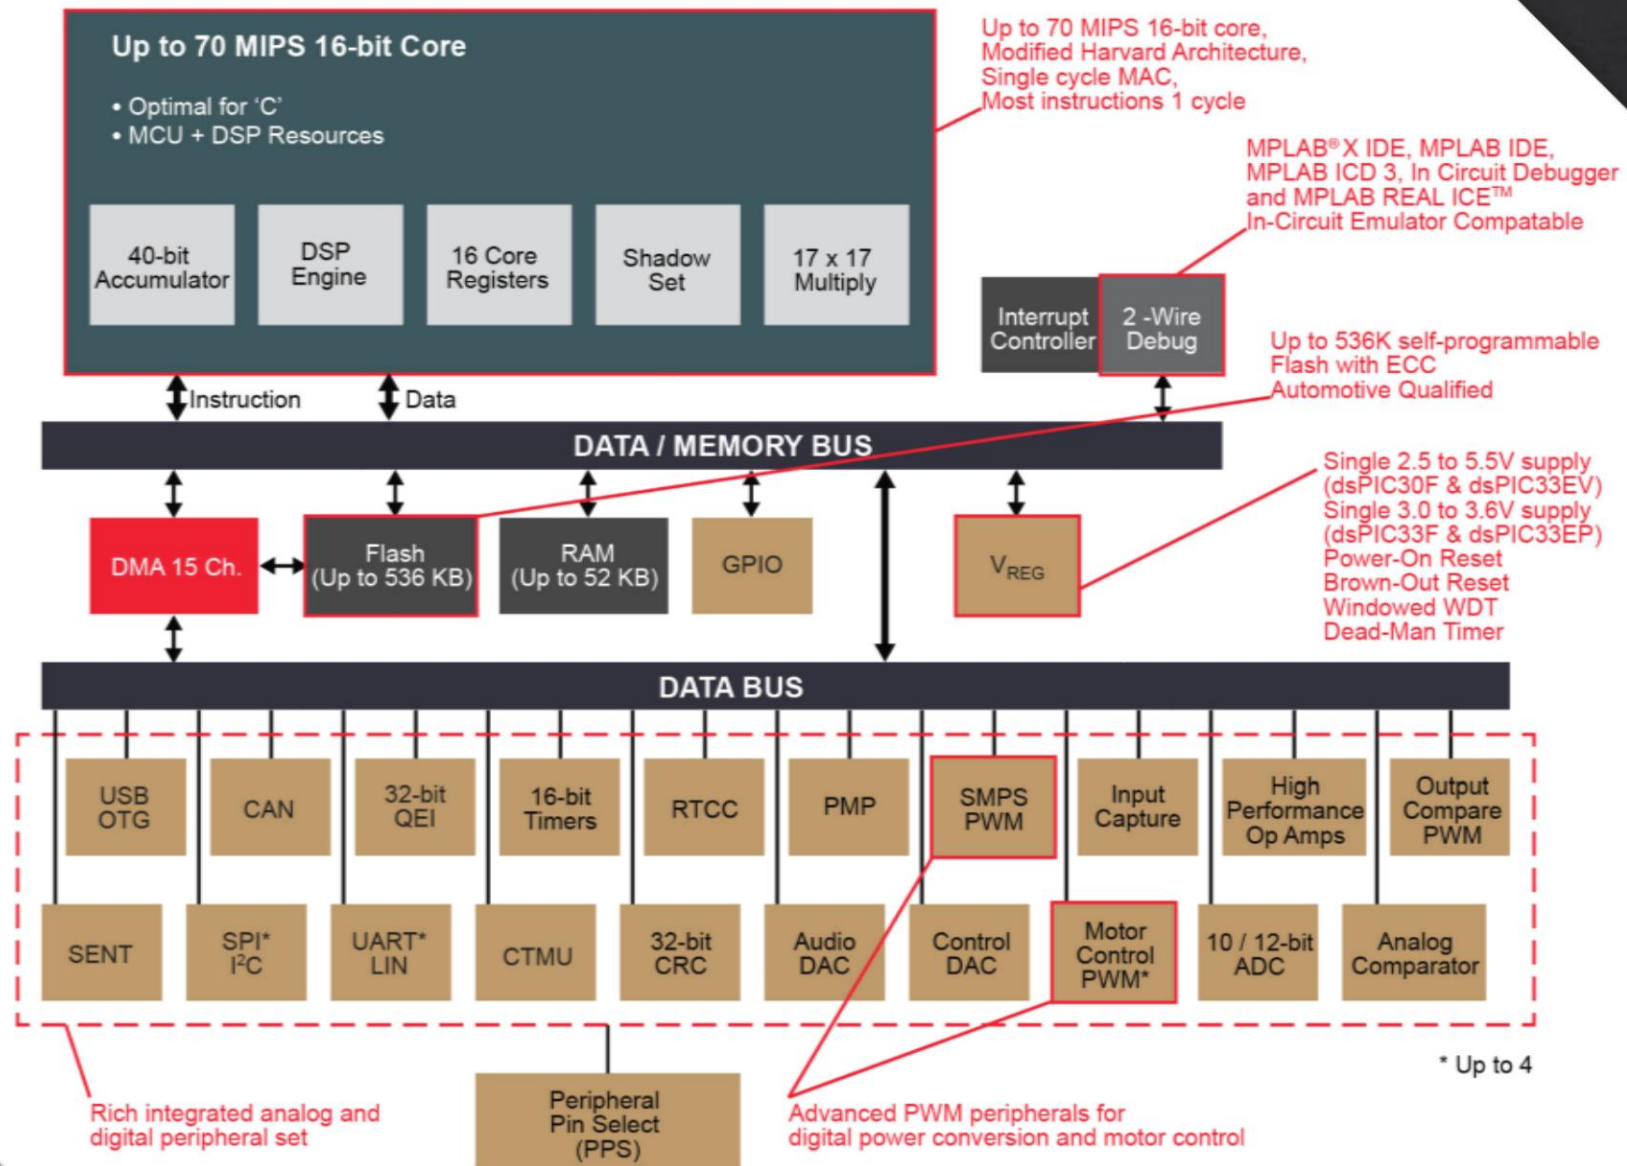 Up to 70 MIPS 16-bit Core
• Optimal for ‘C’
• MCU + DSP Resources
40-bit
Accumulator
DSP
Engine
16 Core
Registers
Shadow
Set
17 x 17
Multiply
Up to 70 MIPS 16-bit core,
Modified Harvard Architecture,
Single cycle MAC,
Most instructions 1 cycle
MPLAB® X IDE, MPLAB IDE,
MPLAB ICD 3, In Circuit Debugger
and MPLAB REAL ICE™
In-Circuit Emulator Compatable
Interrupt
Controller
2 -Wire
Debug
Up to 536K self-programmable
Flash with ECC
Automotive Qualified
Instruction
Data
DATA / MEMORY BUS
DMA 15 Ch.
Flash
(Up to 536 KB)
RAM
(Up to 52 KB)
GPIO
VREG
Single 2.5 to 5.5V supply
(dsPIC30F & dsPIC33EV)
Single 3.0 to 3.6V supply
(dsPIC33F & dsPIC33EP)
Power-On Reset
Brown-Out Reset
Windowed WDT
Dead-Man Timer
DATA BUS
USB
OTG
CAN
32-bit
QEI
16-bit
Timers
RTCC
PMP
SMPS
PWM
Input
Capture
High
Performance
Op Amps
Output
Compare
PWM
SENT
SPI*
I²C
UART*
LIN
CTMU
32-bit
CRC
Audio
DAC
Control
DAC
Motor
Control
PWM*
10 / 12-bit
ADC
Analog
Comparator
* Up to 4
Rich integrated analog and
digital peripheral set
Peripheral
Pin Select
(PPS)
Advanced PWM peripherals for
digital power conversion and motor control